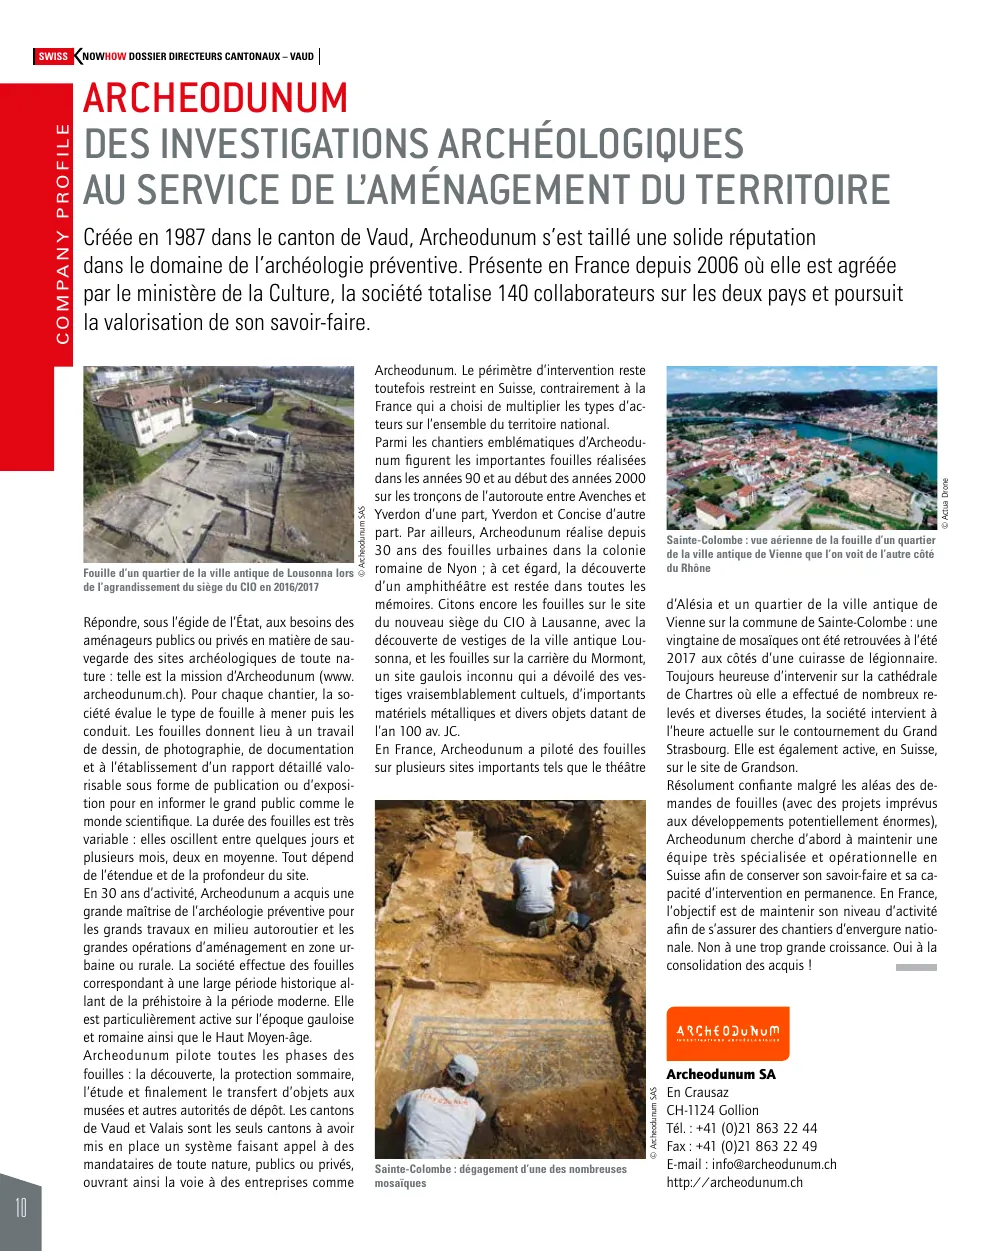 SWISS KNOWHOW DOSSIER DIRECTEURS CANTONAUX – VAUD
COMPANY PROFILE
ARCHEODUNUM
DES INVESTIGATIONS ARCHÉOLOGIQUES
AU SERVICE DE L'AMÉNAGEMENT DU TERRITOIRE
Créée en 1987 dans le canton de Vaud, Archeodunum s'est taillé une solide réputation
dans le domaine de l'archéologie préventive. Présente en France depuis 2006 où elle est agréée
par le ministère de la Culture, la société totalise 140 collaborateurs sur les deux pays et poursuit
la valorisation de son savoir-faire.
© Archeodunum SAS
Fouille d'un quartier de la ville antique de Lousonna lors
de l'agrandissement du siège du CIO en 2016/2017
Répondre, sous l'égide de l'État, aux besoins des
aménageurs publics ou privés en matière de sau-
vegarde des sites archéologiques de toute na-
ture : telle est la mission d'Archeodunum (www.
archeodunum.ch). Pour chaque chantier, la so-
ciété évalue le type de fouille à mener puis les
conduit. Les fouilles donnent lieu à un travail
de dessin, de photographie, de documentation
et à l'établissement d'un rapport détaillé valo-
risable sous forme de publication ou d'exposi-
tion pour en informer le grand public comme le
monde scientifique. La durée des fouilles est très
variable : elles oscillent entre quelques jours et
plusieurs mois, deux en moyenne. Tout dépend
de l'étendue et de la profondeur du site.
En 30 ans d'activité, Archeodunum a acquis une
grande maîtrise de l'archéologie préventive pour
les grands travaux en milieu autoroutier et les
grandes opérations d'aménagement en zone ur-
baine ou rurale. La société effectue des fouilles
correspondant à une large période historique al-
lant de la préhistoire à la période moderne. Elle
est particulièrement active sur l'époque gauloise
et romaine ainsi que le Haut Moyen-âge.
Archeodunum pilote toutes les phases des
fouilles : la découverte, la protection sommaire,
l'étude et finalement le transfert d'objets aux
musées et autres autorités de dépôt. Les cantons
de Vaud et Valais sont les seuls cantons à avoir
mis en place un système faisant appel à des
mandataires de toute nature, publics ou privés,
ouvrant ainsi la voie à des entreprises comme
Archeodunum. Le périmètre d'intervention reste
toutefois restreint en Suisse, contrairement à la
France qui a choisi de multiplier les types d'ac-
teurs sur l'ensemble du territoire national.
Parmi les chantiers emblématiques d'Archeodu-
num figurent les importantes fouilles réalisées
dans les années 90 et au début des années 2000
sur les tronçons de l'autoroute entre Avenches et
Yverdon d'une part, Yverdon et Concise d'autre
part. Par ailleurs, Archeodunum réalise depuis
30 ans des fouilles urbaines dans la colonie
romaine de Nyon ; à cet égard, la découverte
d'un amphithéâtre est restée dans toutes les
mémoires. Citons encore les fouilles sur le site
du nouveau siège du CIO à Lausanne, avec la
découverte de vestiges de la ville antique Lou-
sonna, et les fouilles sur la carrière du Mormont,
un site gaulois inconnu qui a dévoilé des ves-
tiges vraisemblablement cultuels, d'importants
matériels métalliques et divers objets datant de
l'an 100 av. JC.
En France, Archeodunum a piloté des fouilles
sur plusieurs sites importants tels que le théâtre
© Archeodunum SAS
Sainte-Colombe : dégagement d'une des nombreuses
mosaïques
© Actua Drone
Sainte-Colombe : vue aérienne de la fouille d'un quartier
de la ville antique de Vienne que l'on voit de l'autre côté
du Rhône
d'Alésia et un quartier de la ville antique de
Vienne sur la commune de Sainte-Colombe : une
vingtaine de mosaïques ont été retrouvées à l'été
2017 aux côtés d'une cuirasse de légionnaire.
Toujours heureuse d'intervenir sur la cathédrale
de Chartres où elle a effectué de nombreux re-
levés et diverses études, la société intervient à
l'heure actuelle sur le contournement du Grand
Strasbourg. Elle est également active, en Suisse,
sur le site de Grandson.
Résolument confiante malgré les aléas des de-
mandes de fouilles (avec des projets imprévus
aux développements potentiellement énormes),
Archeodunum cherche d'abord à maintenir une
équipe très spécialisée et opérationnelle en
Suisse afin de conserver son savoir-faire et sa ca-
pacité d'intervention en permanence. En France,
l'objectif est de maintenir son niveau d'activité
afin de s'assurer des chantiers d'envergure natio-
nale. Non à une trop grande croissance. Oui à la
consolidation des acquis !
ARCHEODUNUM
INVESTIGATIONS ARCHÉOLOGIQUES
Archeodunum SA
En Crausaz
CH-1124 Gollion
Tél. : +41 (0)21 863 22 44
Fax : +41 (0)21 863 22 49
E-mail : info@archeodunum.ch
http://archeodunum.ch
10